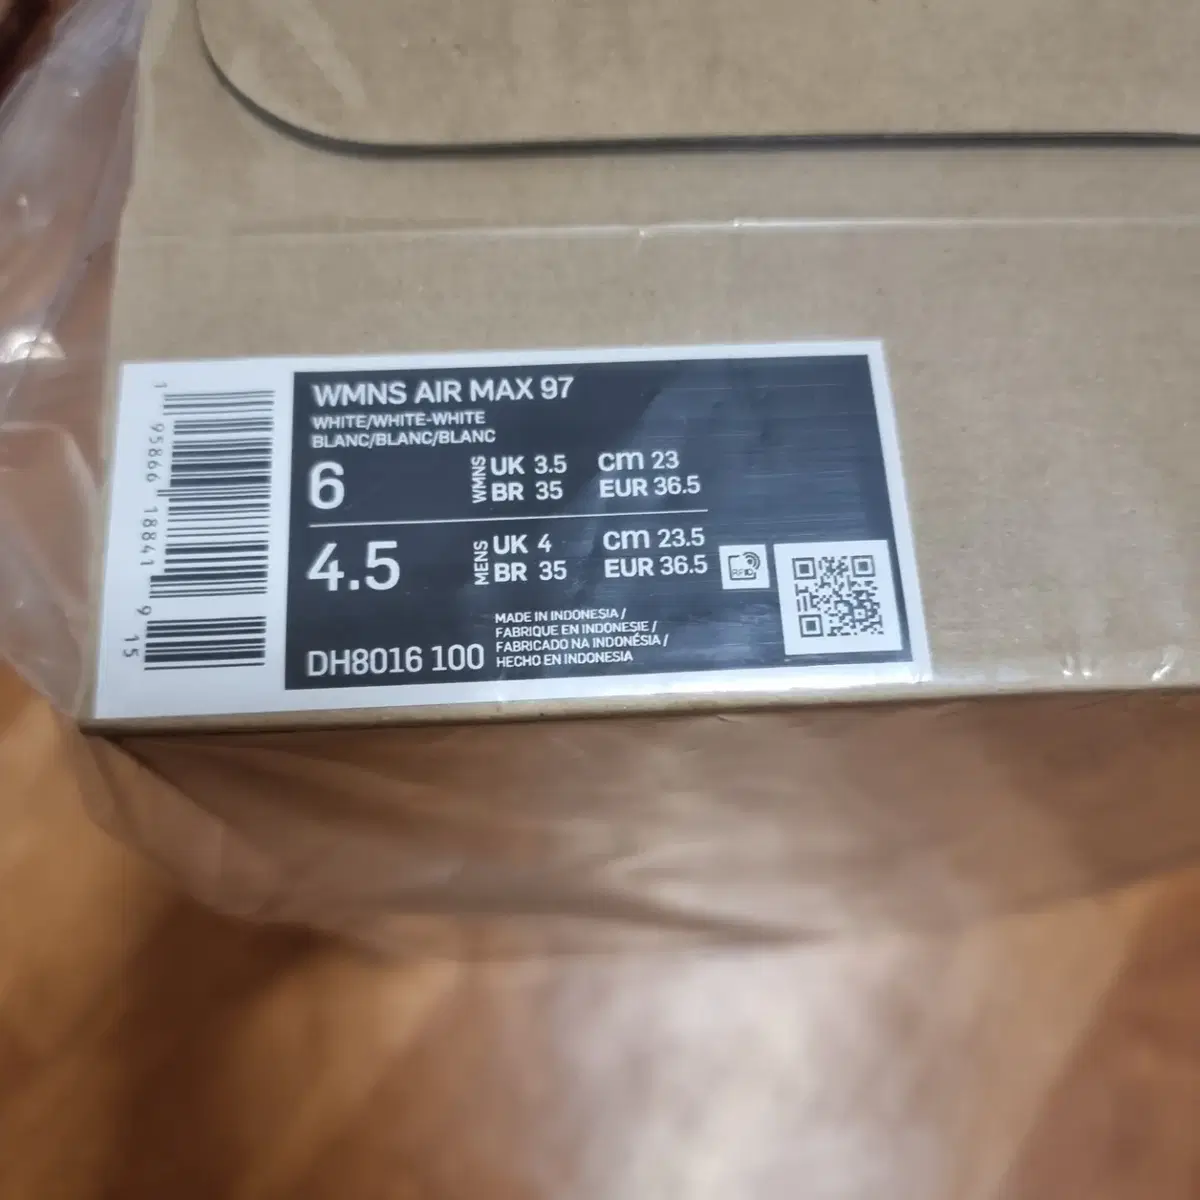 WMNS AIR MAX 97
WHITE/WHITE-WHITE
BLANC/BLANC/BLANC
6 WMNS UK 3.5 cm 23
BR 35 EUR 36.5
4.5 MENS UK 4 cm 23.5
BR 35 EUR 36.5
RFID
DH8016 100
MADE IN INDONESIA /
FABRIQUE EN INDONESIE /
FABRICADO NA INDONÉSIA /
HECHO EN INDONESIA
1 95866 18841 9 15